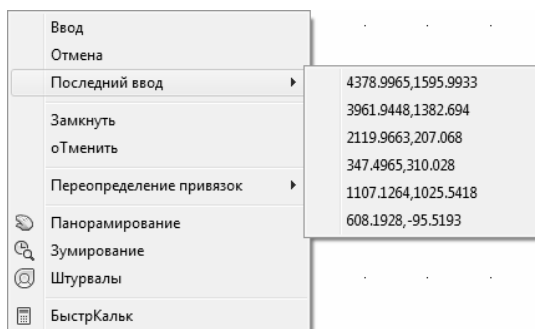 Ввод
Отмена
Последний ввод
4378.9965,1595.9933
3961.9448,1382.694
2119.9663,207.068
347.4965,310.028
1107.1264,1025.5418
608.1928,-95.5193
Замкнуть
оТменить
Переопределение привязок
Панорамирование
Зумирование
Штурвалы
БыстрКальк